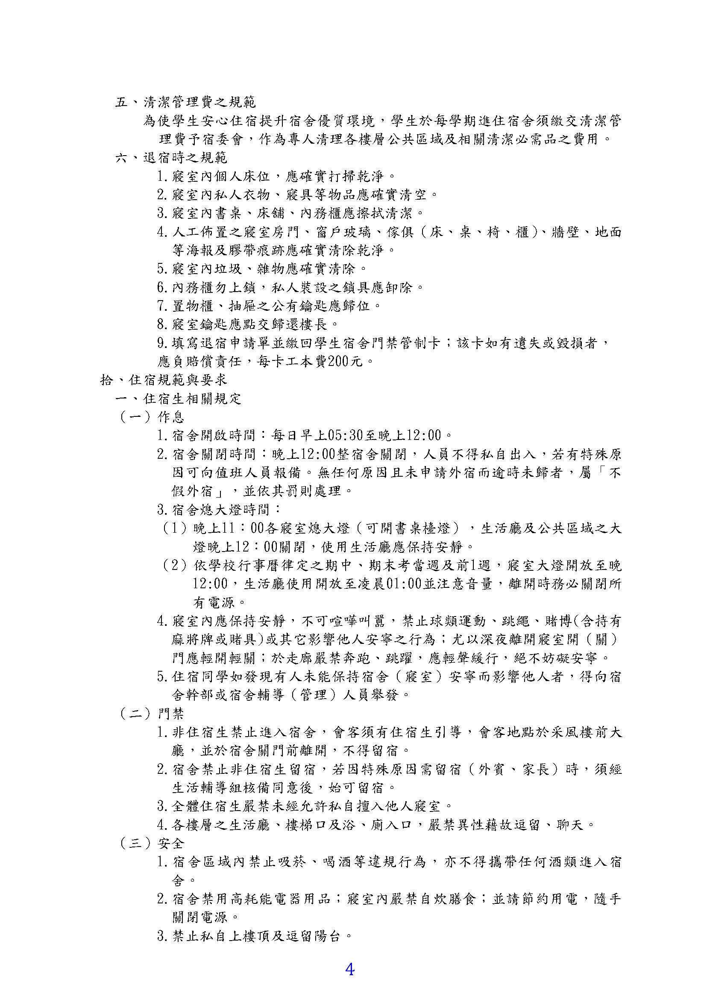 五、清潔管理費之規範
為使學生安心住宿提升宿舍優質環境，學生於每學期進住宿舍須繳交清潔管
理費予宿委會，作為專人清理各樓層公共區域及相關清潔必需品之費用。
六、退宿時之規範
1.寢室內個人床位，應確實打掃乾淨。
2.寢室內私人衣物、寢具等物品應確實清空。
3.寢室內書桌、床舖、內務櫃應擦拭清潔。
4.人工佈置之寢室房門、窗戶玻璃、傢俱（床、桌、椅、櫃)、牆壁、地面
等海報及膠帶痕跡應確實清除乾淨。
5.寢室內垃圾、雜物應確實清除。
6.內務櫃勿上鎖，私人裝設之鎖具應卸除。
7.置物櫃、抽屜之公有鑰匙應歸位。
8.寢室鑰匙應點交歸還樓長。
9.填寫退宿申請單並繳回學生宿舍門禁管制卡；該卡如有遺失或毀損者，
應負賠償責任，每卡工本費200元。
拾、住宿規範與要求
一、住宿生相關規定
（一）作息
1.宿舍開啟時間：每日早上05:30至晚上12:00。
2.宿舍關閉時間：晚上12:00整宿舍關閉，人員不得私自出入，若有特殊原
因可向值班人員報備。無任何原因且未申請外宿而逾時未歸者，屬「不
假外宿」，並依其罰則處理。
3.宿舍熄大燈時間：
（1）晚上11：00各寢室熄大燈（可開書桌檯燈），生活廳及公共區域之大
燈晚上12：00關閉，使用生活廳應保持安靜。
（2）依學校行事曆律定之期中、期末考當週及前1週，寢室大燈開放至晚
12:00，生活廳使用開放至凌晨01:00並注意音量，離開時務必關閉所
有電源。
4.寢室內應保持安靜，不可喧嘩叫囂，禁止球類運動、跳繩、賭博(含持有
麻將牌或賭具)或其它影響他人安寧之行為；尤以深夜離開寢室開（關）
門應輕開輕關；於走廊嚴禁奔跑、跳躍，應輕聲緩行，絕不妨礙安寧。
5.住宿同學如發現有人未能保持宿舍（寢室）安寧而影響他人者，得向宿
舍幹部或宿舍輔導（管理）人員舉發。
（二）門禁
1.非住宿生禁止進入宿舍，會客須有住宿生引導，會客地點於采風樓前大
廳，並於宿舍關門前離開，不得留宿。
2.宿舍禁止非住宿生留宿，若因特殊原因需留宿（外賓、家長）時，須經
生活輔導組核備同意後，始可留宿。
3.全體住宿生嚴禁未經允許私自擅入他人寢室。
4.各樓層之生活廳、樓梯口及浴、廁入口，嚴禁異性藉故逗留、聊天。
（三）安全
1.宿舍區域內禁止吸菸、喝酒等違規行為，亦不得攜帶任何酒類進入宿
舍。
2.宿舍禁用高耗能電器用品；寢室內嚴禁自炊膳食；並請節約用電，隨手
關閉電源。
3.禁止私自上樓頂及逗留陽台。
4